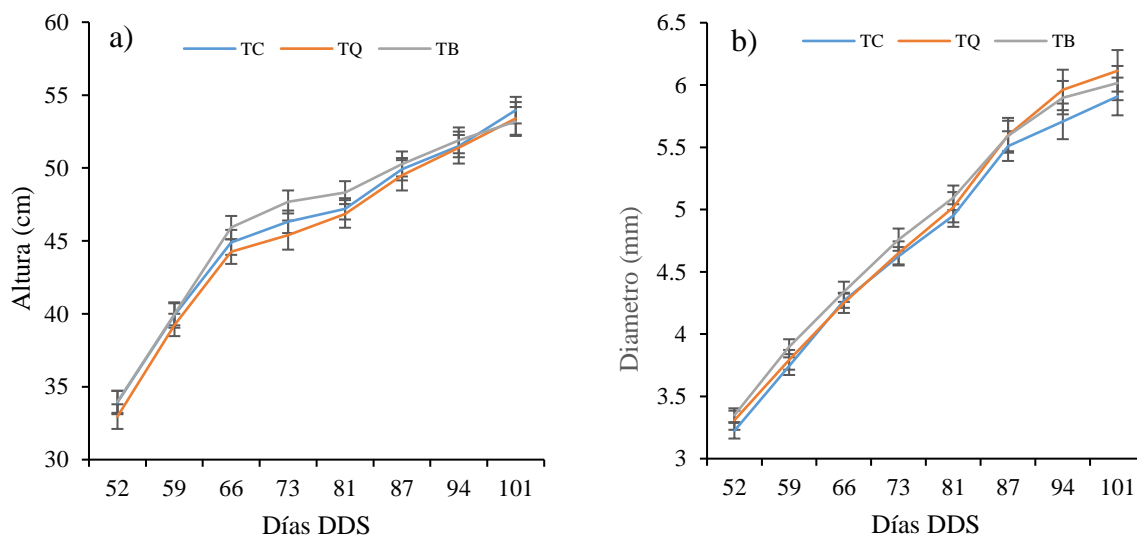 a)
TC TQ TB
60
55
50
45
40
35
30
Altura (cm)
52 59 66 73 81 87 94 101
Días DDS
b)
TC TQ TB
6.5
6
5.5
5
4.5
4
3.5
3
Diametro (mm)
52 59 66 73 81 87 94 101
Días DDS